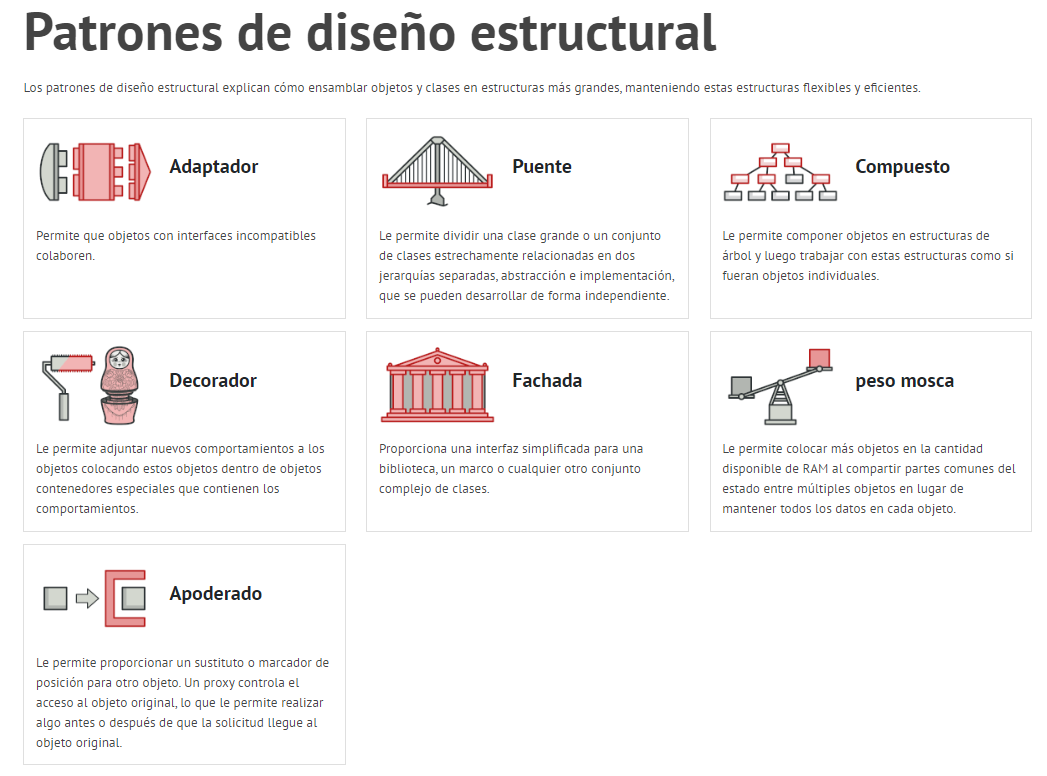 Patrones de diseño estructural
Los patrones de diseño estructural explican cómo ensamblar objetos y clases en estructuras más grandes, manteniendo estas estructuras flexibles y eficientes.
Adaptador
Permite que objetos con interfaces incompatibles
colaboren.
Puente
Le permite dividir una clase grande o un conjunto
de clases estrechamente relacionadas en dos
jerarquías separadas, abstracción e implementación,
que se pueden desarrollar de forma independiente.
Compuesto
Le permite componer objetos en estructuras de
árbol y luego trabajar con estas estructuras como si
fueran objetos individuales.
Decorador
Le permite adjuntar nuevos comportamientos a los
objetos colocando estos objetos dentro de objetos
contenedores especiales que contienen los
comportamientos.
Fachada
Proporciona una interfaz simplificada para una
biblioteca, un marco o cualquier otro conjunto
complejo de clases.
peso mosca
Le permite colocar más objetos en la cantidad
disponible de RAM al compartir partes comunes del
estado entre múltiples objetos en lugar de
mantener todos los datos en cada objeto.
Apoderado
Le permite proporcionar un sustituto o marcador de
posición para otro objeto. Un proxy controla el
acceso al objeto original, lo que le permite realizar
algo antes o después de que la solicitud llegue al
objeto original.